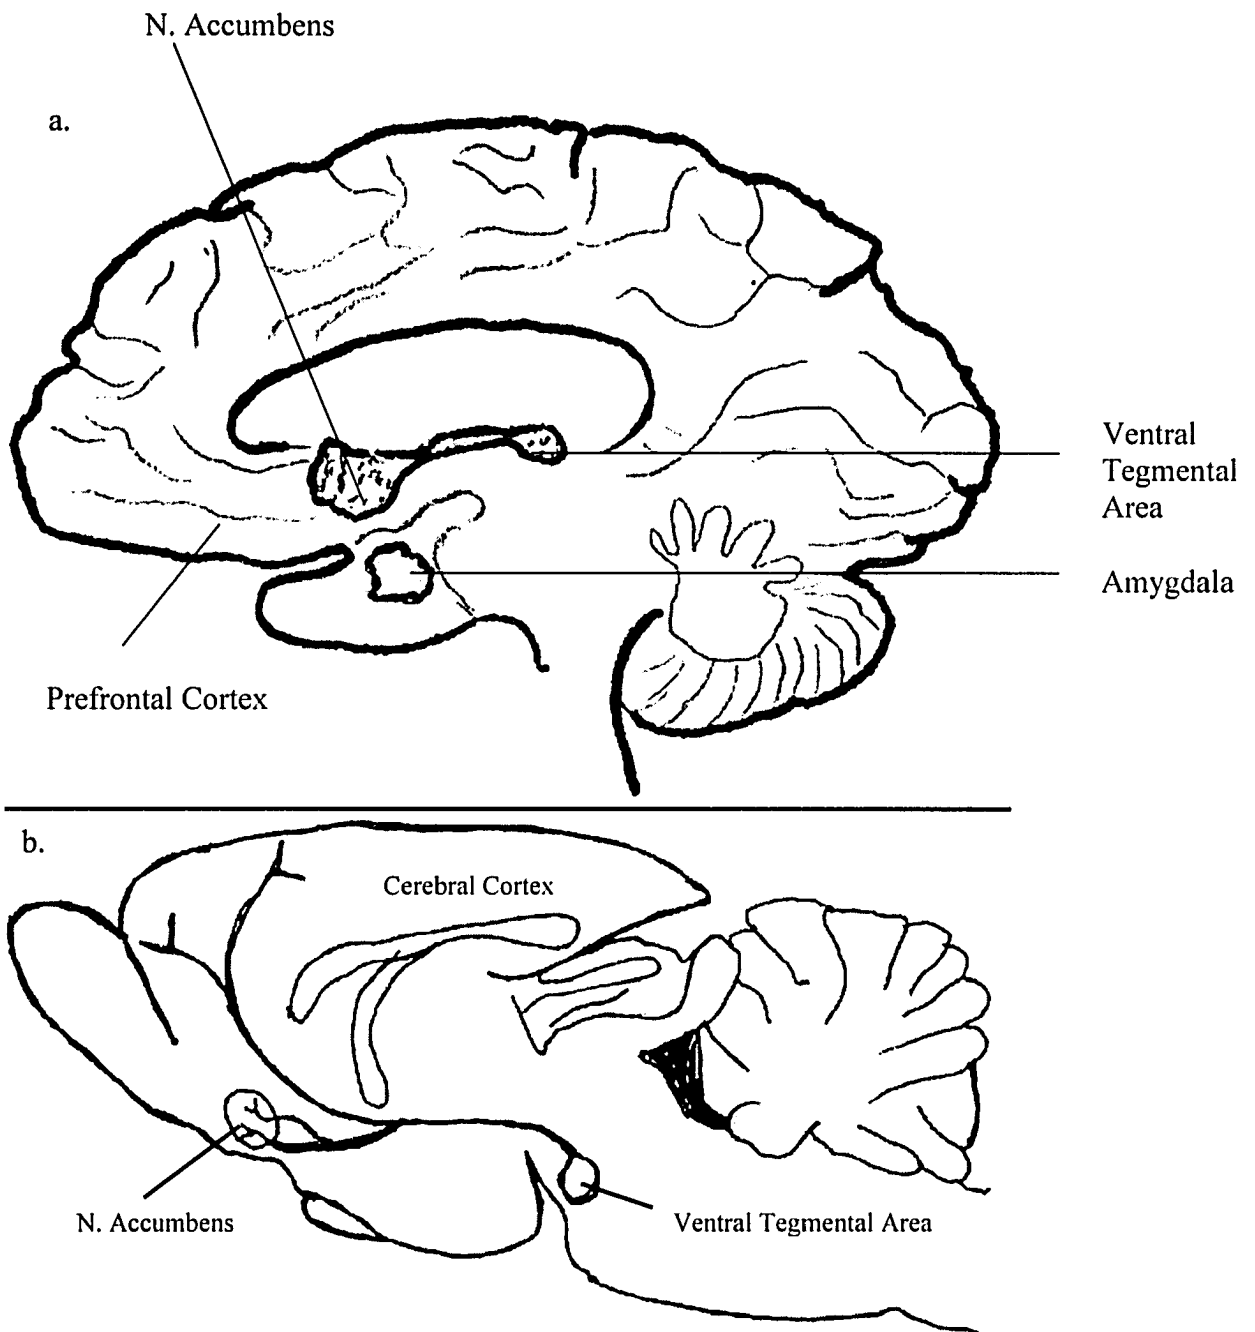 N. Accumbens
a.
Ventral
Tegmental
Area
Amygdala
Prefrontal Cortex
b.
Cerebral Cortex
N. Accumbens
Ventral Tegmental Area